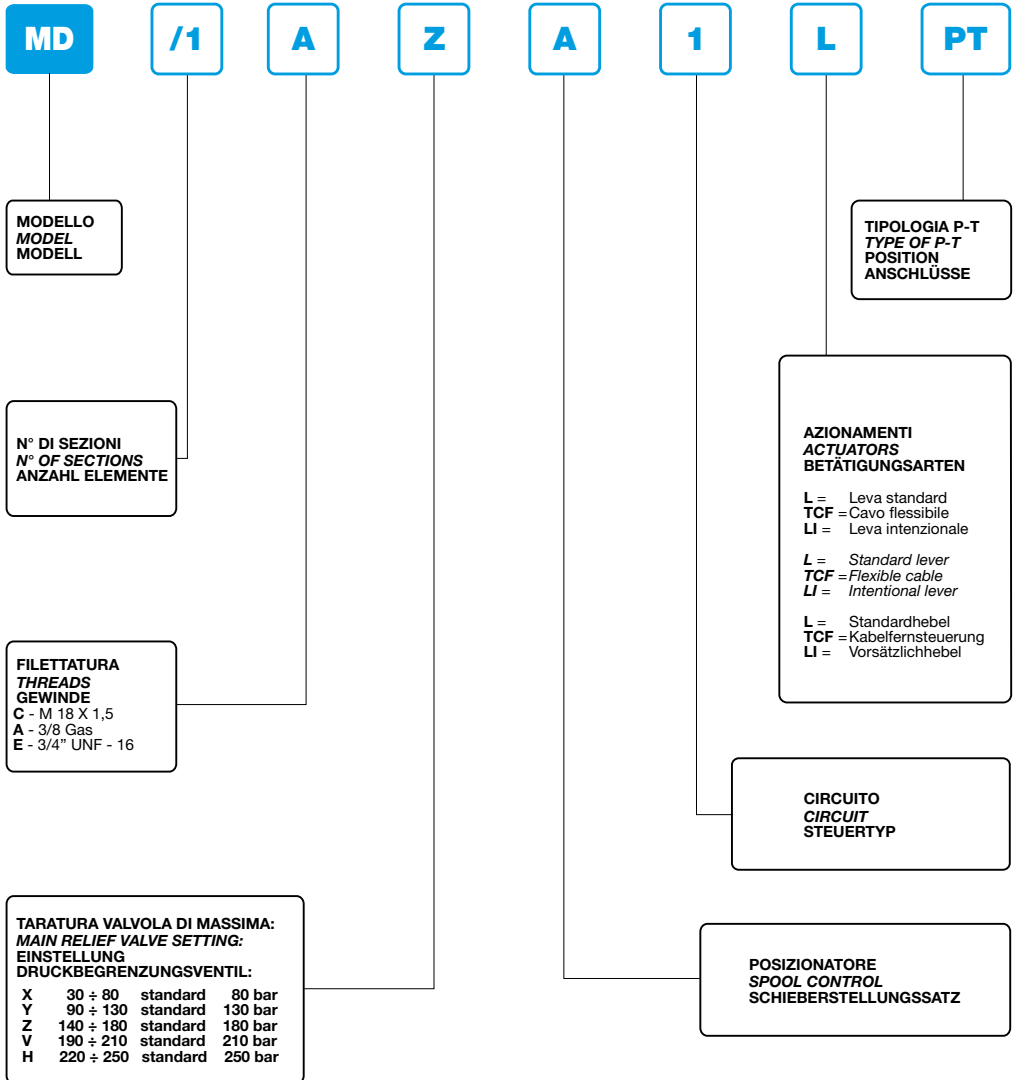 MD /1 A Z A 1 L PT
MODELLO
MODEL
MODELL
TIPOLOGIA P-T
TYPE OF P-T
POSITION
ANSCHLÜSSE
N° DI SEZIONI
N° OF SECTIONS
ANZAHL ELEMENTE
AZIONAMENTI
ACTUATORS
BETÄTIGUNGSARTEN
L = Leva standard
TCF = Cavo flessibile
LI = Leva intenzionale
L = Standard lever
TCF = Flexible cable
LI = Intentional lever
L = Standardhebel
TCF = Kabelfernsteuerung
LI = Vorsätzlichhebel
FILETTATURA
THREADS
GEWINDE
C - M 18 X 1,5
A - 3/8 Gas
E - 3/4” UNF - 16
CIRCUITO
CIRCUIT
STEUERTYP
TARATURA VALVOLA DI MASSIMA:
MAIN RELIEF VALVE SETTING:
EINSTELLUNG
DRUCKBEGRENZUNGSVENTIL:
X 30 ÷ 80 standard 80 bar
Y 90 ÷ 130 standard 130 bar
Z 140 ÷ 180 standard 180 bar
V 190 ÷ 210 standard 210 bar
H 220 ÷ 250 standard 250 bar
POSIZIONATORE
SPOOL CONTROL
SCHIEBERSTELLUNGSSATZ